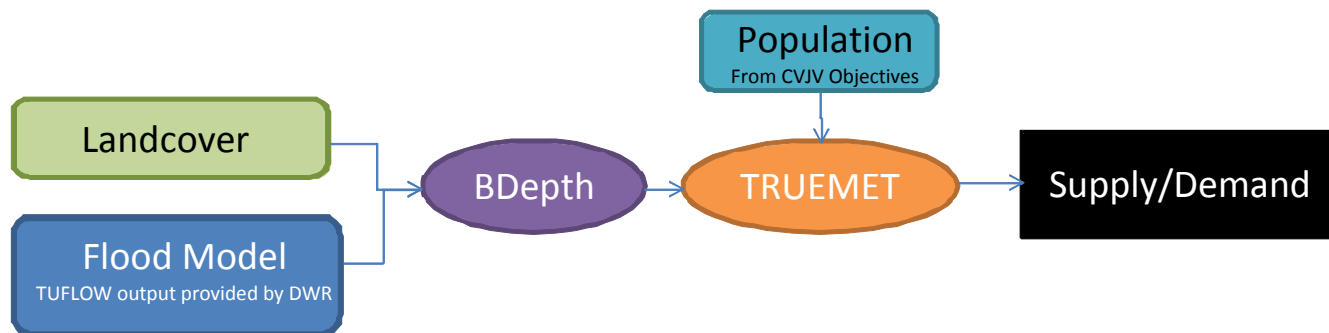 Population
From CVJV Objectives
Landcover
BDepth
TRUEMET
Supply/Demand
Flood Model
TUFLOW output provided by DWR